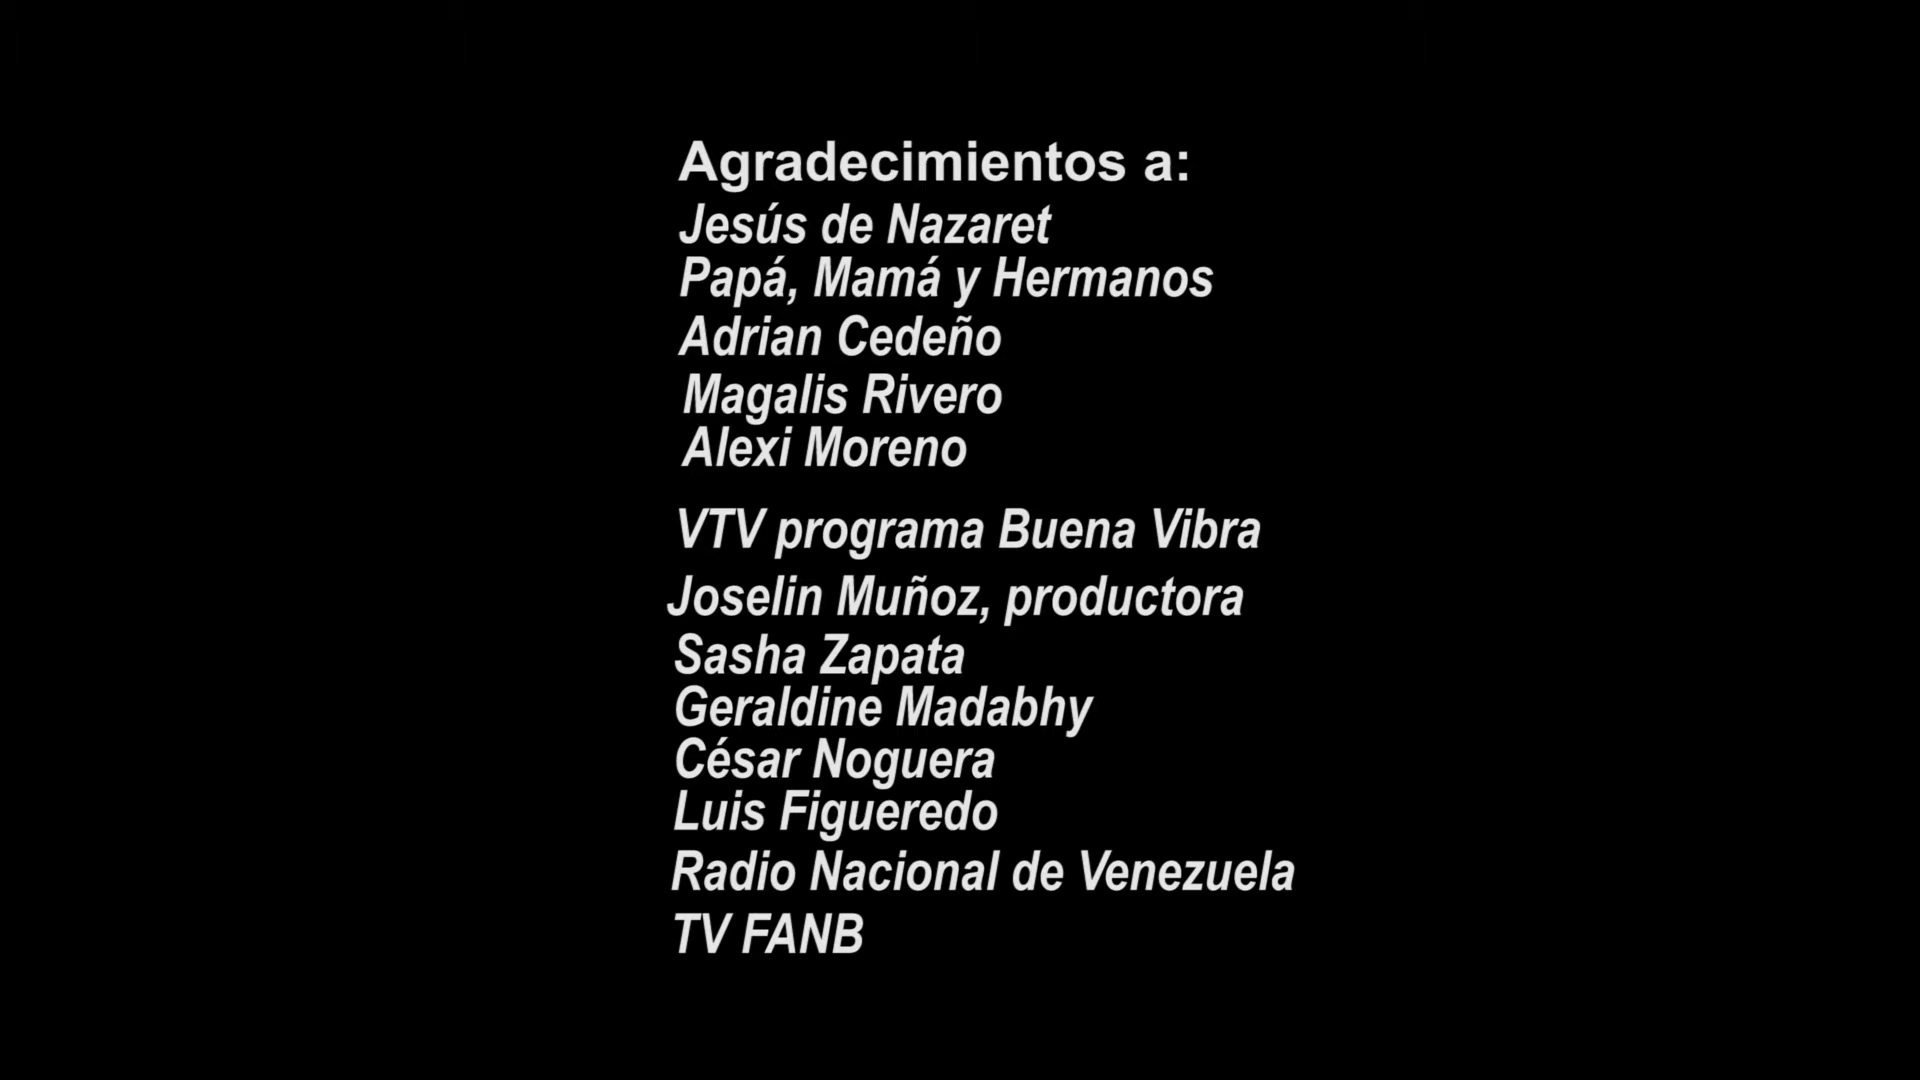 Agradecimientos a:
Jesús de Nazaret
Papá, Mamá y Hermanos
Adrian Cedeño
Magalis Rivero
Alexi Moreno
VTV programa Buena Vibra
Joselin Muñoz, productora
Sasha Zapata
Geraldine Madabhy
César Noguera
Luis Figueredo
Radio Nacional de Venezuela
TV FANB